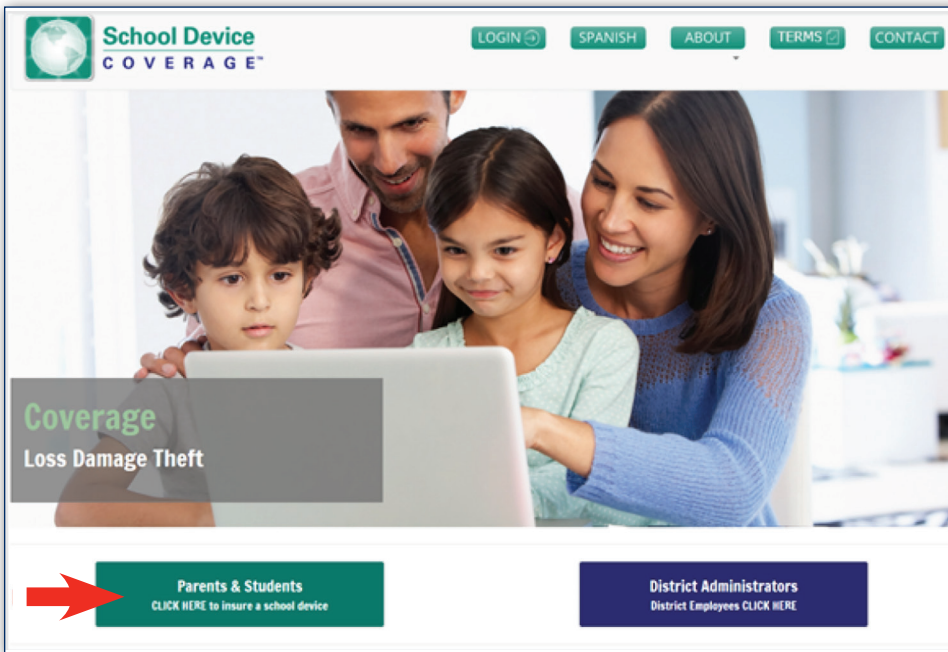 School Device
COVERAGE™
LOGIN
SPANISH
ABOUT
TERMS
CONTACT
Coverage
Loss Damage Theft
Parents & Students
CLICK HERE to insure a school device
District Administrators
District Employees CLICK HERE